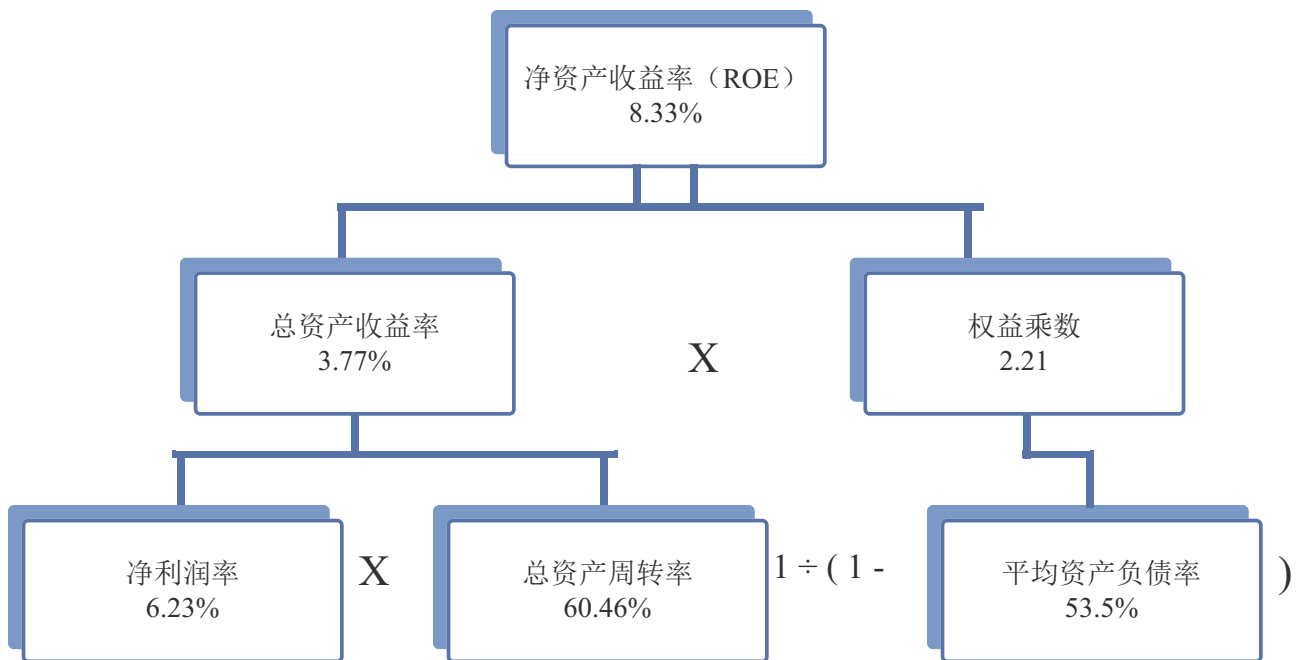 净资产收益率（ROE）
8.33%
总资产收益率
3.77%
X
权益乘数
2.21
净利润率
6.23%
X
总资产周转率
60.46%
1 ÷ ( 1 -
平均资产负债率
53.5%
)